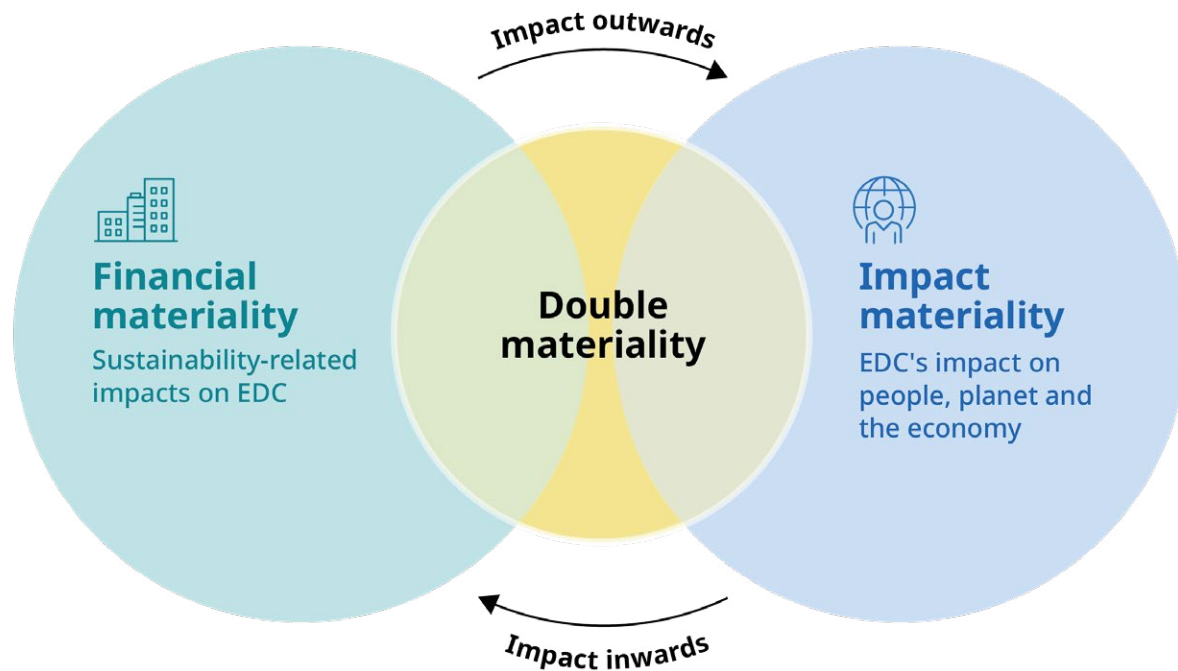 Impact outwards
Financial
materiality
Sustainability-related
impacts on EDC
Double
materiality
Impact
materiality
EDC's impact on
people, planet and
the economy
Impact inwards